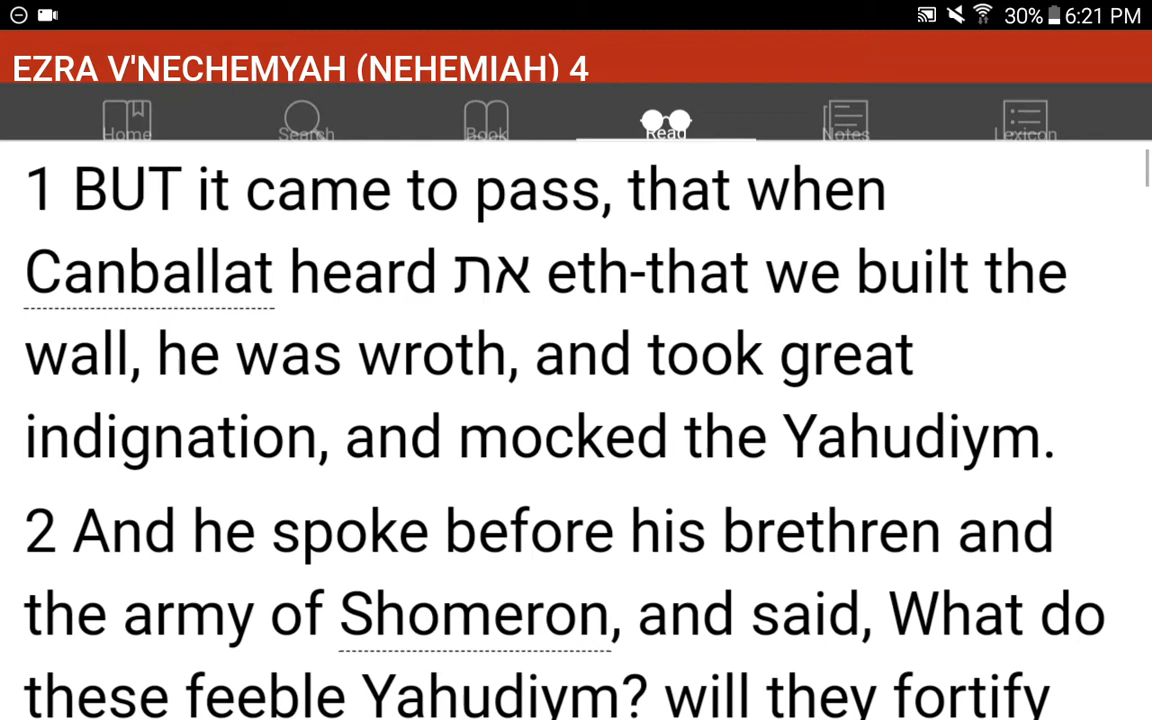 30% 6:21 PM
EZRA V'NECHEMYAH (NEHEMIAH) 4
Home Search Book Read Notes Lexicon
1 BUT it came to pass, that when
Canballat heard את eth-that we built the
wall, he was wroth, and took great
indignation, and mocked the Yahudiym.
2 And he spoke before his brethren and
the army of Shomeron, and said, What do
these feeble Yahudiym? will they fortify